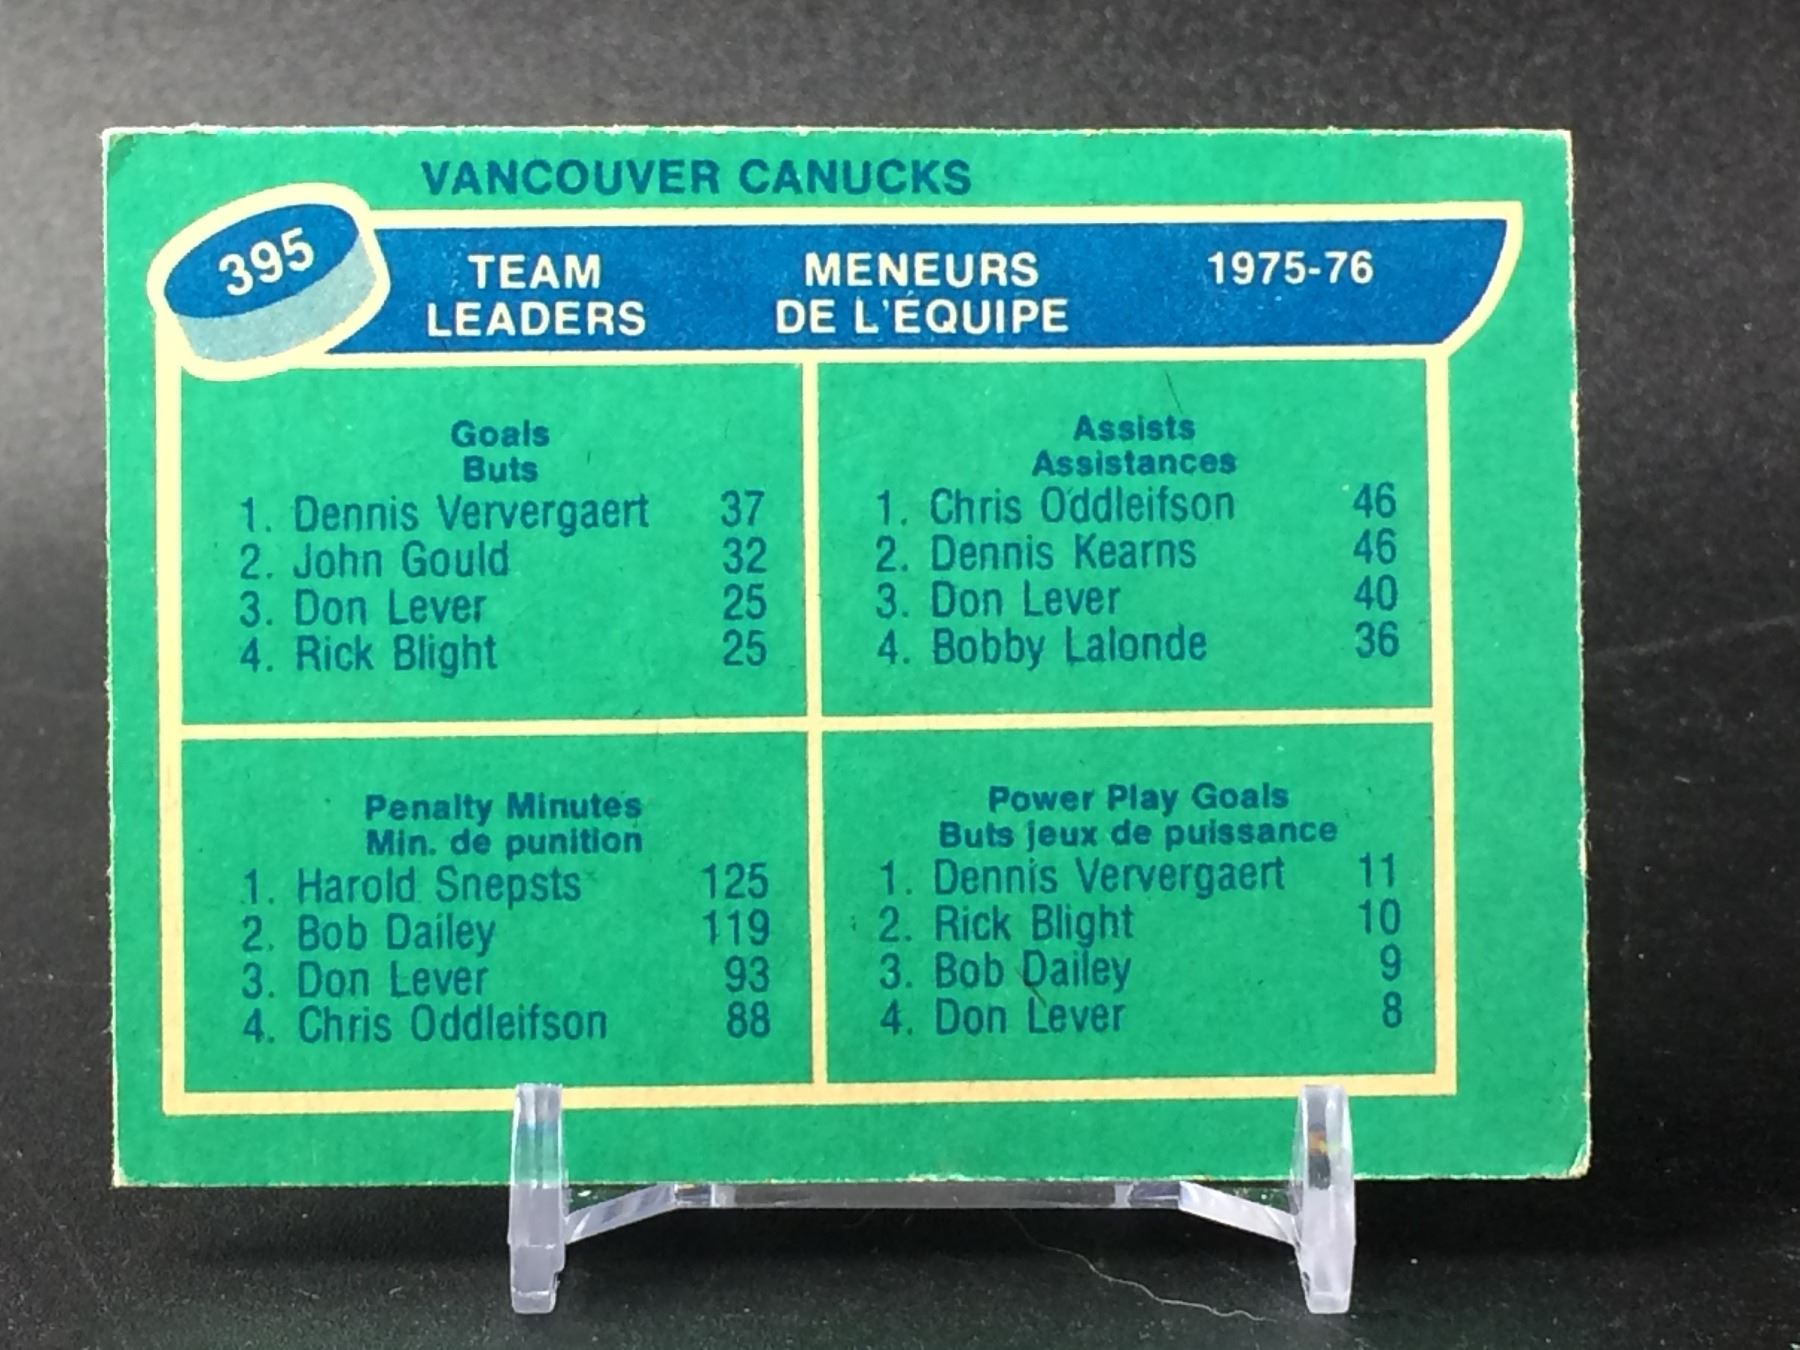 VANCOUVER CANUCKS
395
TEAM LEADERS
MENEURS DE L'ÉQUIPE
1975-76
Goals
Buts
1. Dennis Ververgaert 37
2. John Gould 32
3. Don Lever 25
4. Rick Blight 25
Assists
Assistances
1. Chris Oddleifson 46
2. Dennis Kearns 46
3. Don Lever 40
4. Bobby Lalonde 36
Penalty Minutes
Min. de punition
1. Harold Snepsts 125
2. Bob Dailey 119
3. Don Lever 93
4. Chris Oddleifson 88
Power Play Goals
Buts jeux de puissance
1. Dennis Ververgaert 11
2. Rick Blight 10
3. Bob Dailey 9
4. Don Lever 8